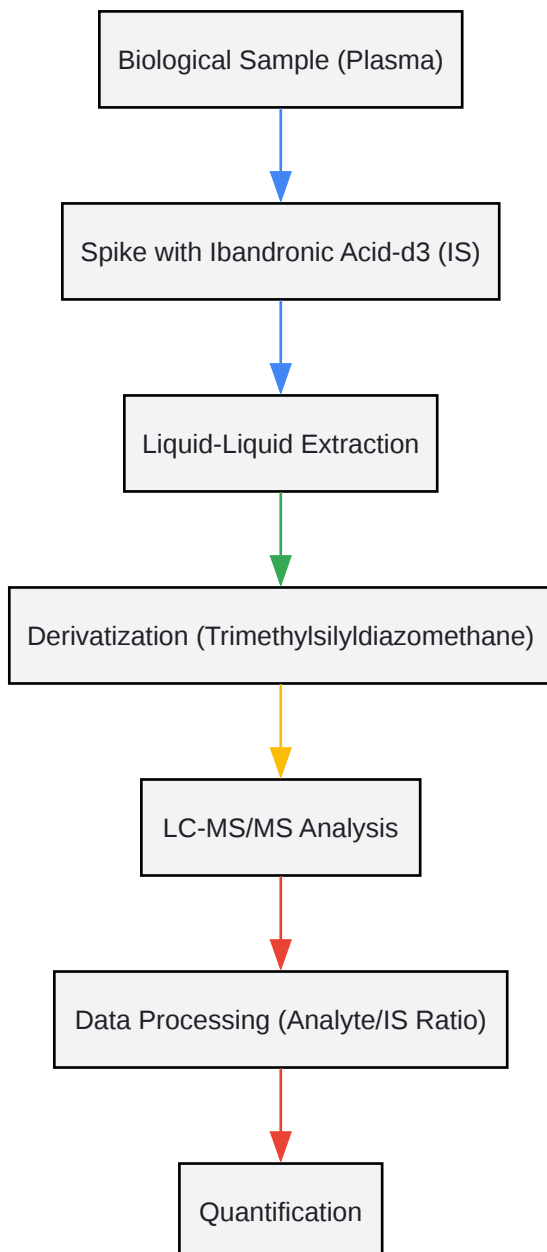 Biological Sample (Plasma)
Spike with Ibandronic Acid-d3 (IS)
Liquid-Liquid Extraction
Derivatization (Trimethylsilyldiazomethane)
LC-MS/MS Analysis
Data Processing (Analyte/IS Ratio)
Quantification